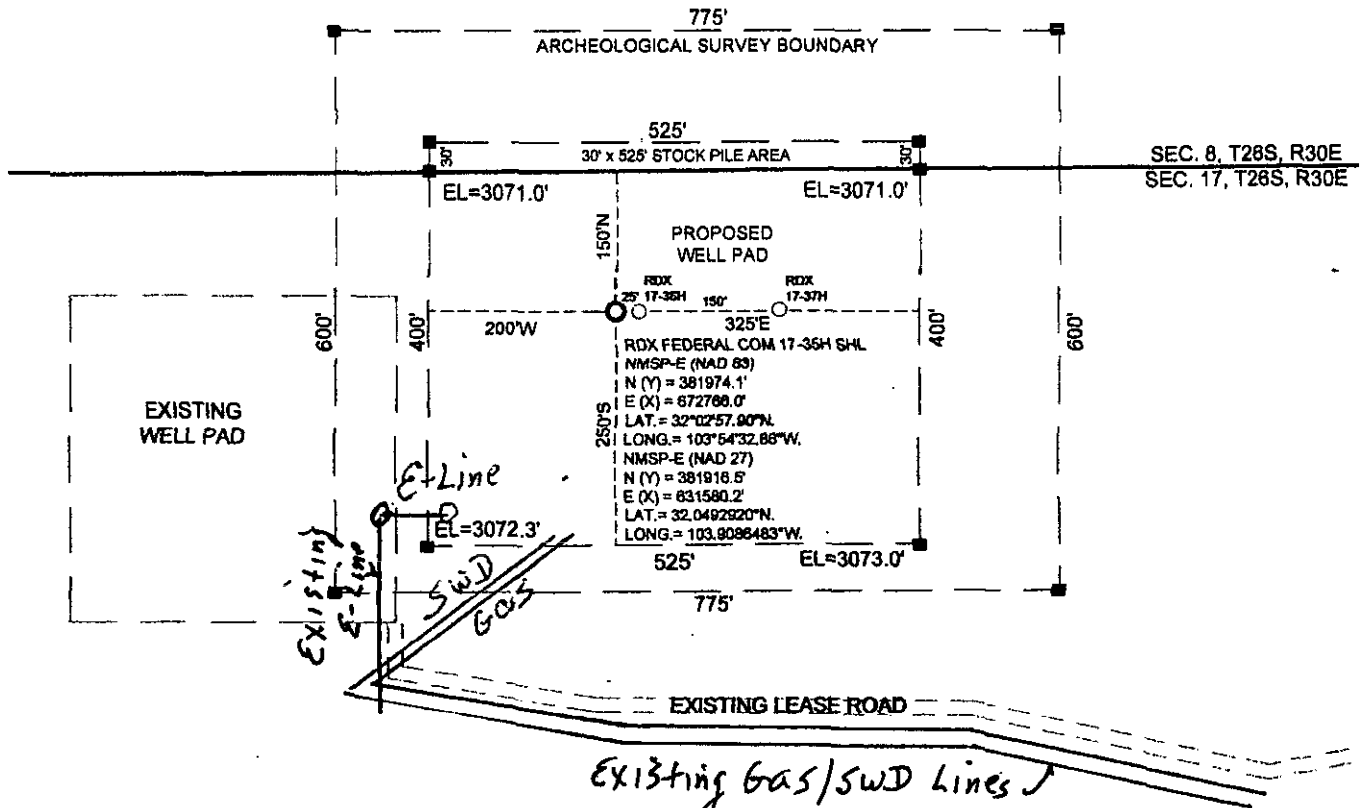 775'
ARCHEOLOGICAL SURVEY BOUNDARY
525'
30'
30' x 525' STOCK PILE AREA
30'
SEC. 8, T26S, R30E
SEC. 17, T26S, R30E
EL=3071.0'
EL=3071.0'
150'N
PROPOSED
WELL PAD
RDX
17-36H
RDX
17-37H
25'
150'
200'W
325'E
600'
400'
400'
600'
EXISTING
WELL PAD
250'S
RDX FEDERAL COM 17-35H SHL
NMSP-E (NAD 83)
N (Y) = 381974.1'
E (X) = 672766.0'
LAT.= 32°02'57.90"N.
LONG.= 103°54'32.86"W.
NMSP-E (NAD 27)
N (Y) = 381916.5'
E (X) = 631580.2'
LAT.= 32.0492920°N.
LONG.= 103.9086483°W.
E-Line
EL=3072.3'
525'
EL=3073.0'
Existing
E-Line
SWD
Gas
775'
EXISTING LEASE ROAD
Existing Gas/SWD Lines